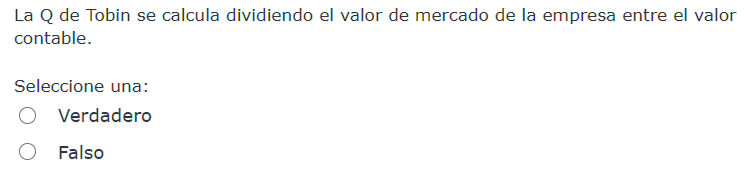 La Q de Tobin se calcula dividiendo el valor de mercado de la empresa entre el valor
contable.
Seleccione una:
Verdadero
Falso